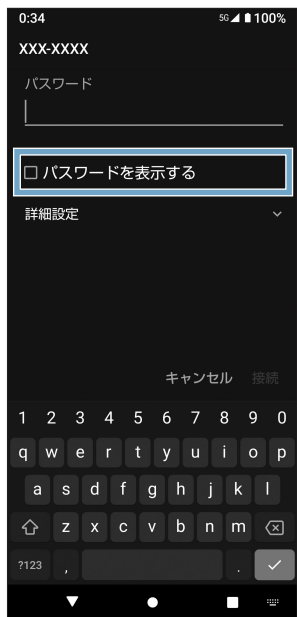 0:34 5G 100%
XXX-XXXX
パスワード
パスワードを表示する
詳細設定
キャンセル 接続
1 2 3 4 5 6 7 8 9 0
q w e r t y u i o p
a s d f g h j k l
z x c v b n m
?123 , .